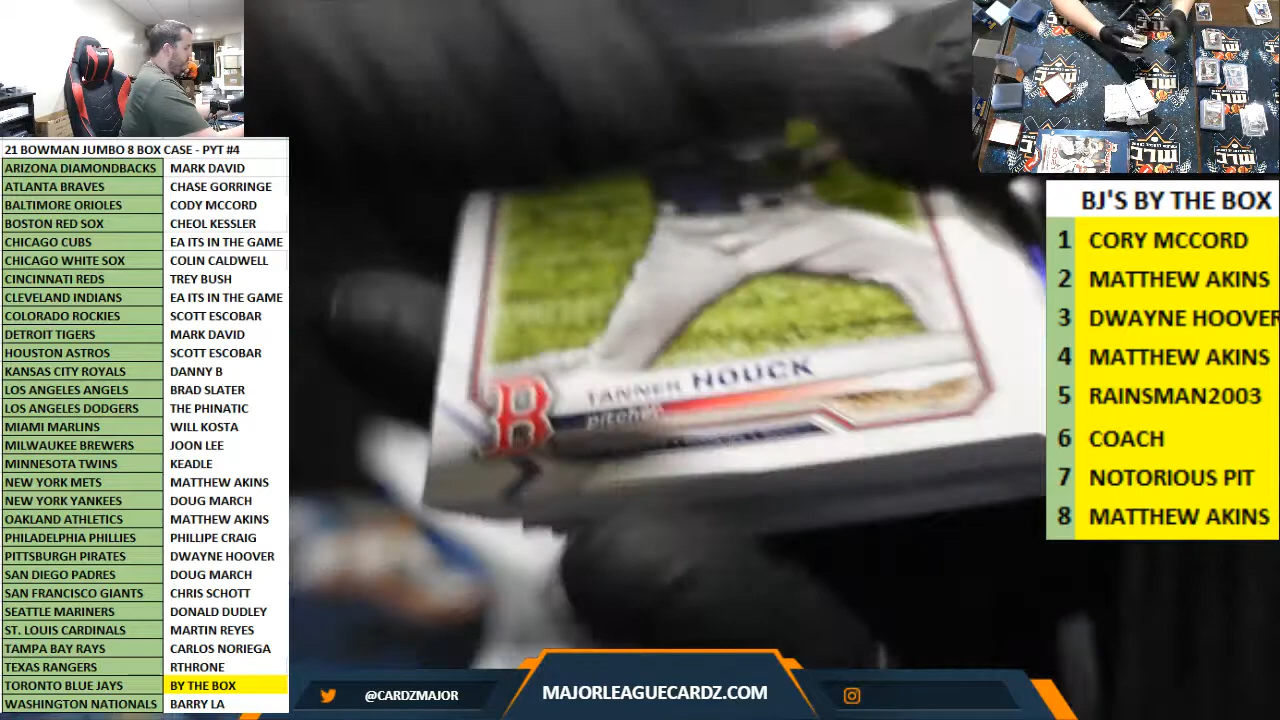 21 BOWMAN JUMBO 8 BOX CASE - PYT #4
ARIZONA DIAMONDBACKS MARK DAVID
ATLANTA BRAVES CHASE GORRINGE
BALTIMORE ORIOLES CODY MCCORD
BOSTON RED SOX CHEOL KESSLER
CHICAGO CUBS EA ITS IN THE GAME
CHICAGO WHITE SOX COLIN CALDWELL
CINCINNATI REDS TREY BUSH
CLEVELAND INDIANS EA ITS IN THE GAME
COLORADO ROCKIES SCOTT ESCOBAR
DETROIT TIGERS MARK DAVID
HOUSTON ASTROS SCOTT ESCOBAR
KANSAS CITY ROYALS DANNY B
LOS ANGELES ANGELS BRAD SLATER
LOS ANGELES DODGERS THE PHINATIC
MIAMI MARLINS WILL KOSTA
MILWAUKEE BREWERS JOON LEE
MINNESOTA TWINS KEADLE
NEW YORK METS MATTHEW AKINS
NEW YORK YANKEES DOUG MARCH
OAKLAND ATHLETICS MATTHEW AKINS
PHILADELPHIA PHILLIES PHILLIPE CRAIG
PITTSBURGH PIRATES DWAYNE HOOVER
SAN DIEGO PADRES DOUG MARCH
SAN FRANCISCO GIANTS CHRIS SCHOTT
SEATTLE MARINERS DONALD DUDLEY
ST. LOUIS CARDINALS MARTIN REYES
TAMPA BAY RAYS CARLOS NORIEGA
TEXAS RANGERS RTHRONE
TORONTO BLUE JAYS BY THE BOX
WASHINGTON NATIONALS BARRY LA
B
TANNER HOUCK
pitcher
BJ'S BY THE BOX
1 CORY MCCORD
2 MATTHEW AKINS
3 DWAYNE HOOVER
4 MATTHEW AKINS
5 RAINSMAN2003
6 COACH
7 NOTORIOUS PIT
8 MATTHEW AKINS
@CARDZMAJOR
MAJORLEAGUECARDZ.COM